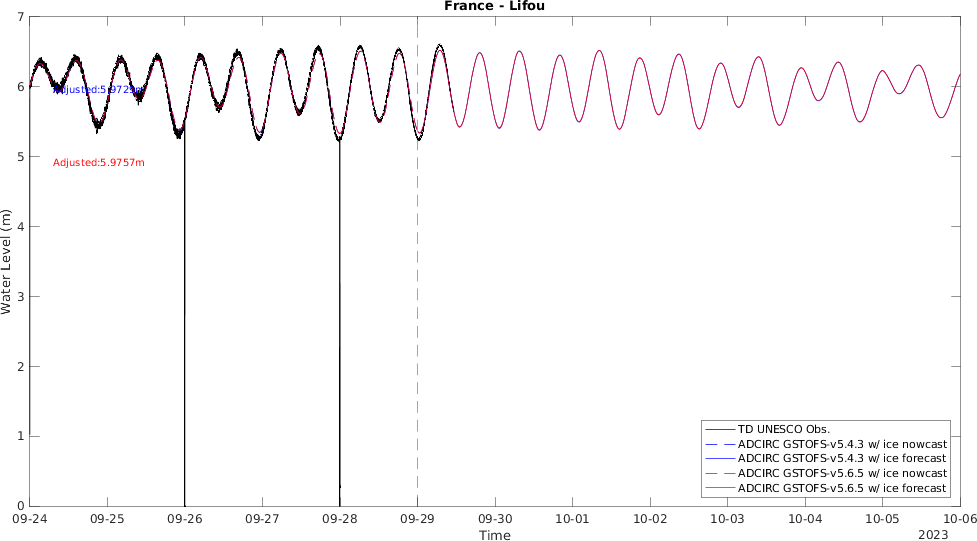 France - Lifou
7
6
5
4
3
2
1
0
Water Level (m)
Adjusted:5.9729m
Adjusted:5.9757m
TD UNESCO Obs.
ADCIRC GSTOFS-v5.4.3 w/ ice nowcast
ADCIRC GSTOFS-v5.4.3 w/ ice forecast
ADCIRC GSTOFS-v5.6.5 w/ ice nowcast
ADCIRC GSTOFS-v5.6.5 w/ ice forecast
09-24 09-25 09-26 09-27 09-28 09-29 09-30 10-01 10-02 10-03 10-04 10-05 10-06
Time
2023